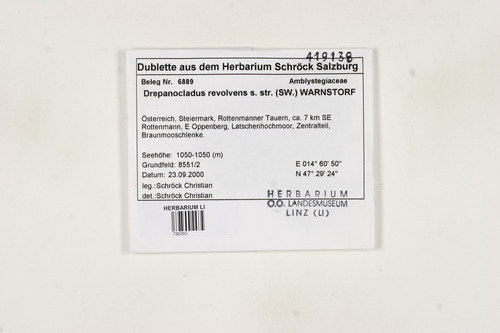 419138
Dublette aus dem Herbarium Schröck Salzburg
Beleg Nr. 6889 Amblystegiaceae
Drepanocladus revolvens s. str. (SW.) WARNSTORF
Österreich, Steiermark, Rottenmanner Tauern, ca. 7 km SE
Rottenmann, E Oppenberg, Latschenhochmoor, Zentralteil,
Braunmooschlenke.
Seehöhe: 1050-1050 (m) E 014° 60' 50''
Grundfeld: 8551/2 N 47° 29' 24''
Datum: 23.09.2000
leg.:Schröck Christian
det.:Schröck Christian
HERBARIUM
O.Ö. LANDESMUSEUM
LINZ (LI)
HERBARIUM LI